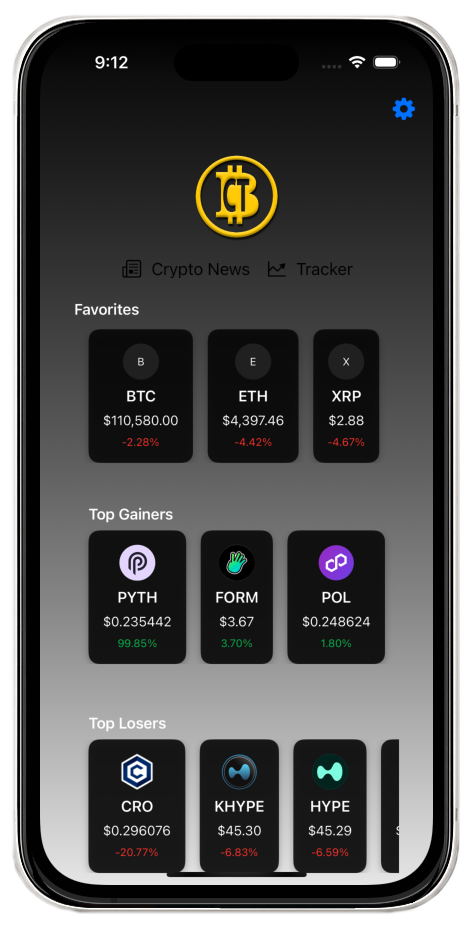 9:12
Crypto News Tracker
Favorites
B E X
BTC ETH XRP
$110,580.00 $4,397.46 $2.88
-2.28% -4.42% -4.67%
Top Gainers
PYTH FORM POL
$0.235442 $3.67 $0.248624
99.85% 3.70% 1.80%
Top Losers
CRO KHYPE HYPE
$0.296076 $45.30 $45.29
-20.77% -6.83% -6.59%